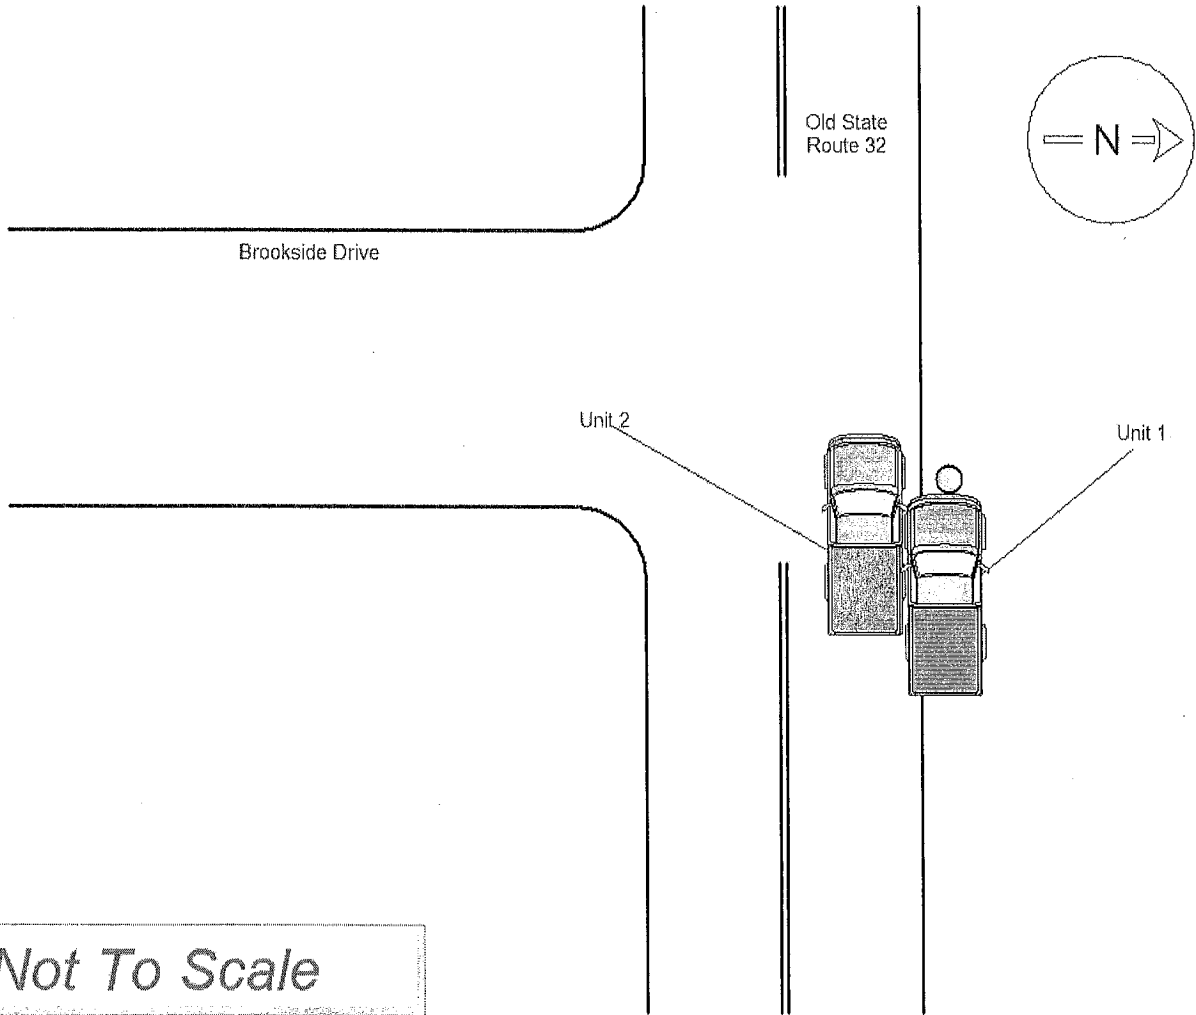 Old State
Route 32
N
Brookside Drive
Unit 2
Unit 1
Not To Scale